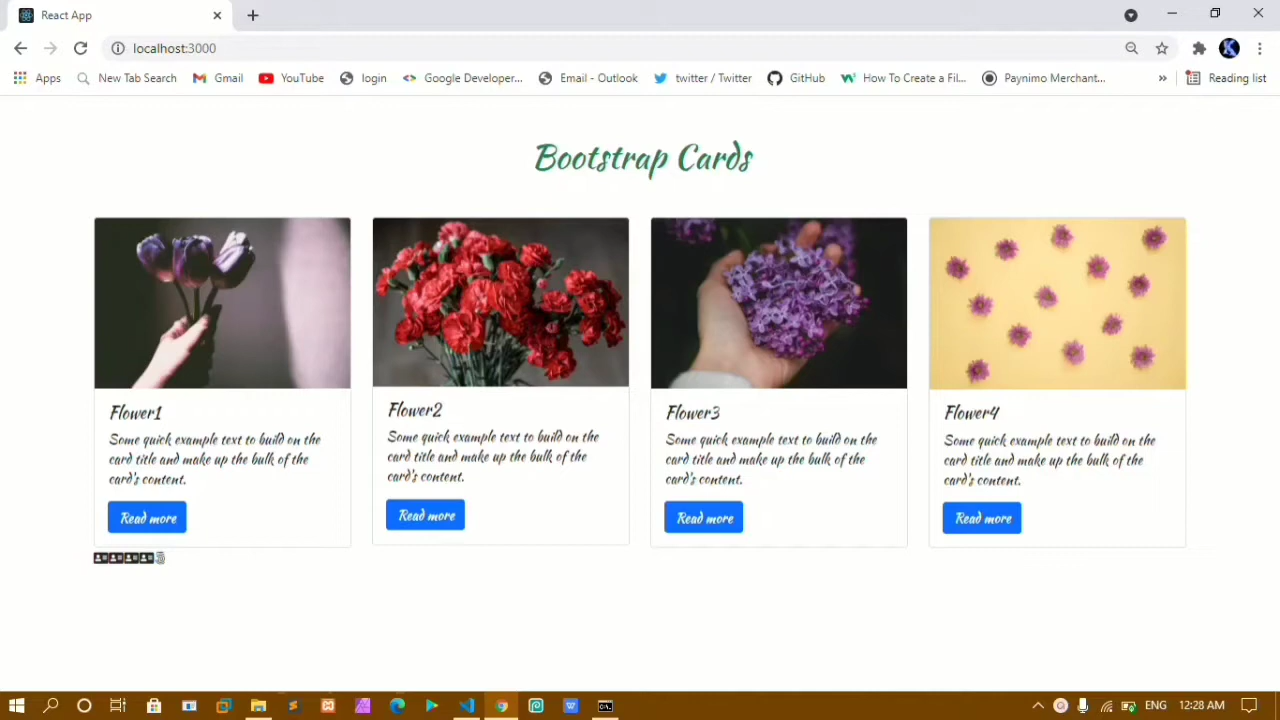 React App
localhost:3000
Apps
New Tab Search
Gmail
YouTube
login
Google Developer...
Email - Outlook
twitter / Twitter
GitHub
How To Create a Fil...
Paynimo Merchant...
»
Reading list
Bootstrap Cards
Flower1
Some quick example text to build on the
card title and make up the bulk of the
card's content.
Read more
Flower2
Some quick example text to build on the
card title and make up the bulk of the
card's content.
Read more
Flower3
Some quick example text to build on the
card title and make up the bulk of the
card's content.
Read more
Flower4
Some quick example text to build on the
card title and make up the bulk of the
card's content.
Read more
ENG
12:28 AM